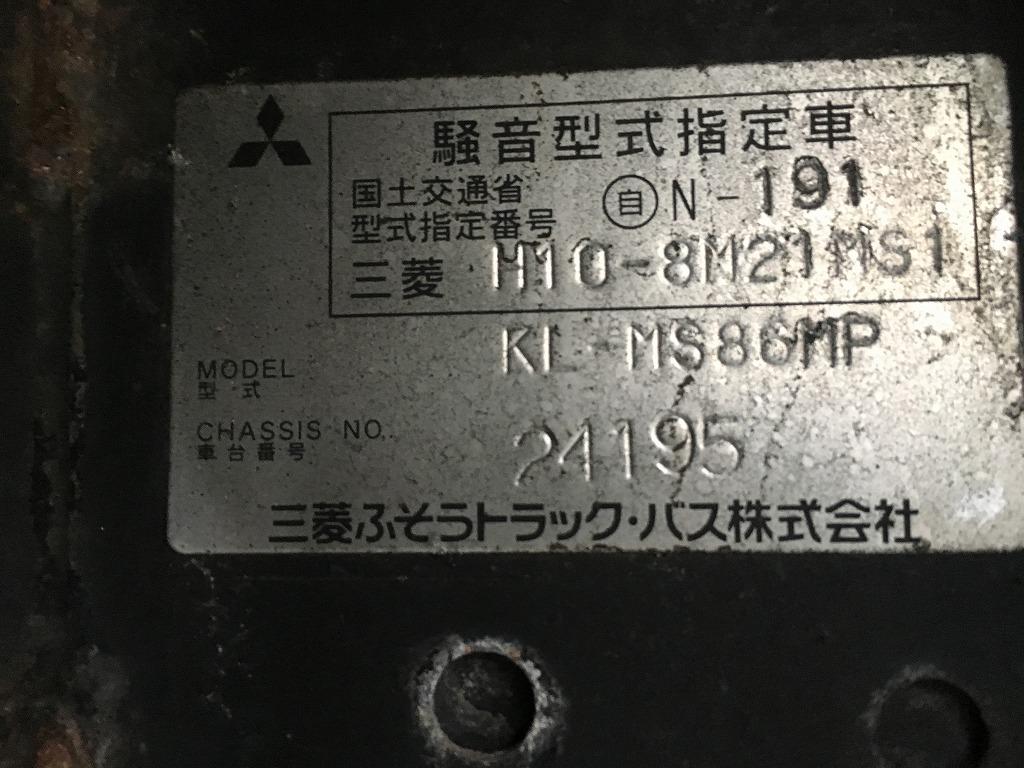 騒音型式指定車
国土交通省
型式指定番号 自 N-191
三菱 H10-8M21MS1
KL MS86MP
MODEL
型式
CHASSIS NO. 24195
車台番号
三菱ふそうトラック・バス株式会社